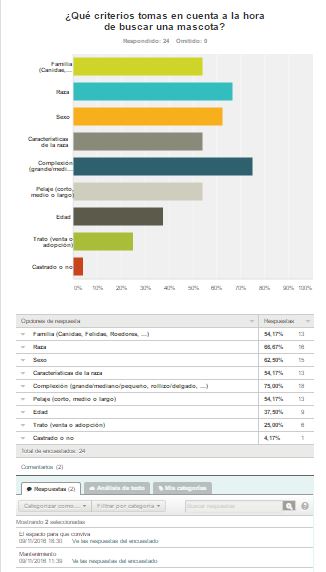 ¿Qué criterios tomas en cuenta a la hora
de buscar una mascota?
Respondido: 24 Omitido: 0
Familia
(Canidas,...
Raza
Sexo
Características
de la raza
Complexión
(grande/medi...
Pelaje (corto,
medio o largo)
Edad
Trato (venta o
adopción)
Castrado o no
0% 10% 20% 30% 40% 50% 60% 70% 80% 90% 100%
Opciones de respuesta Respuestas
Familia (Canidas, Felidas, Roedores, ...) 54,17% 13
Raza 66,67% 16
Sexo 62,50% 15
Características de la raza 54,17% 13
Complexión (grande/mediano/pequeño, rollizo/delgado, ...) 75,00% 18
Pelaje (corto, medio o largo) 54,17% 13
Edad 37,50% 9
Trato (venta o adopción) 25,00% 6
Castrado o no 4,17% 1
Total de encuestados: 24
Comentarios (2)
Respuestas (2) Análisis de texto Mis categorías
Categorizar como... Filtrar por categoría Buscar respuestas
Mostrando 2 seleccionadas
El espacio para que conviva
09/11/2016 18:30 Ve las respuestas del encuestado
Mantenimiento
09/11/2016 11:39 Ve las respuestas del encuestado